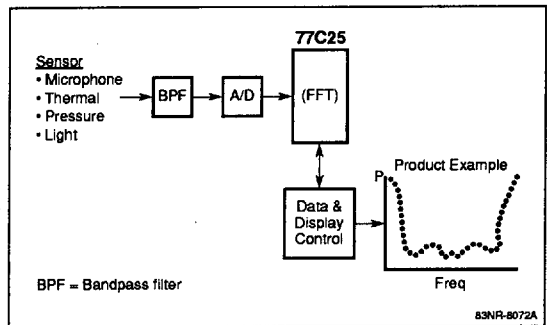 77C25
Sensor
• Microphone
• Thermal
• Pressure
• Light
BPF
A/D
(FFT)
Data &
Display
Control
Product Example
P
Freq
BPF = Bandpass filter
83NR-8072A